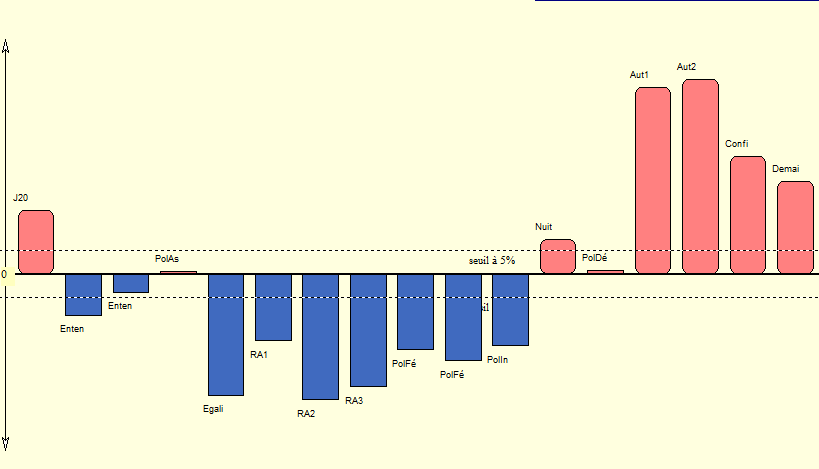 Aut2
Aut1
Confi
Demai
J20
Nuit
PolAs
PolDé
seuil à 5%
0
Enten
Enten
RA1
PolIn
PolFé
PolFé
RA3
Egali
RA2